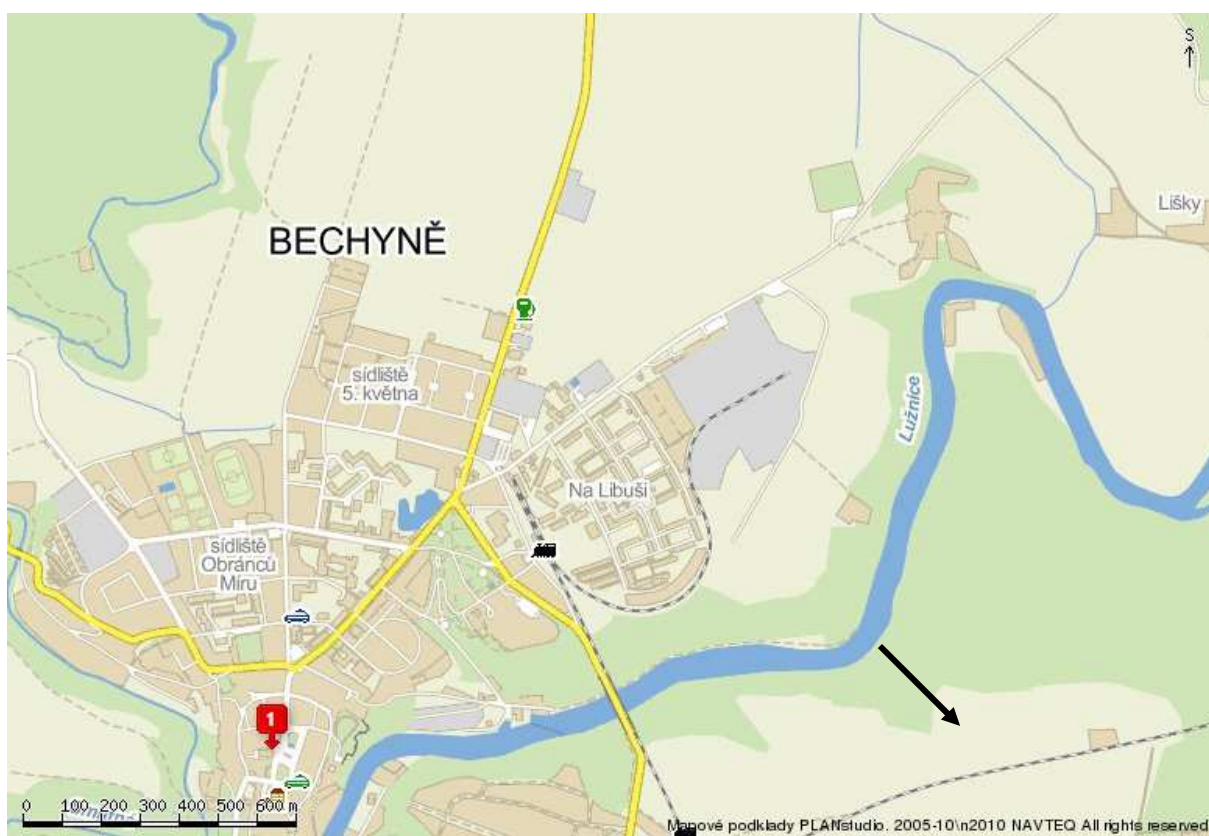 S
Lišky
BECHYNĚ
sídliště
5. května
Lužnice
Na Libuši
sídliště
Obránců
Míru
1
0 100 200 300 400 500 600 m
Mapové podklady PLANstudio. 2005-10\n2010 NAVTEQ All rights reserved